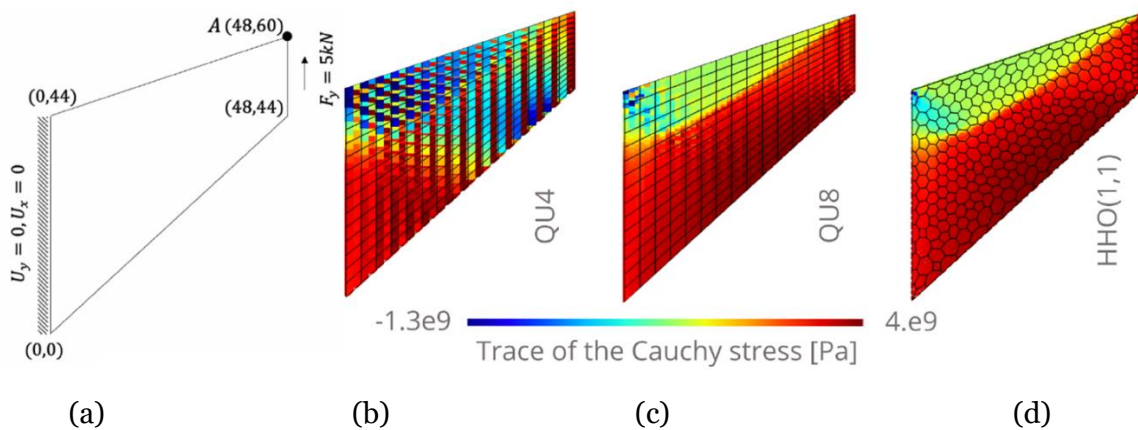 A (48,60)
(0,44)
(48,44)
F_y = 5kN
U_y = 0, U_x = 0
(0,0)
QU4
QU8
HHO(1,1)
-1.3e9
4.e9
Trace of the Cauchy stress [Pa]
(a)
(b)
(c)
(d)